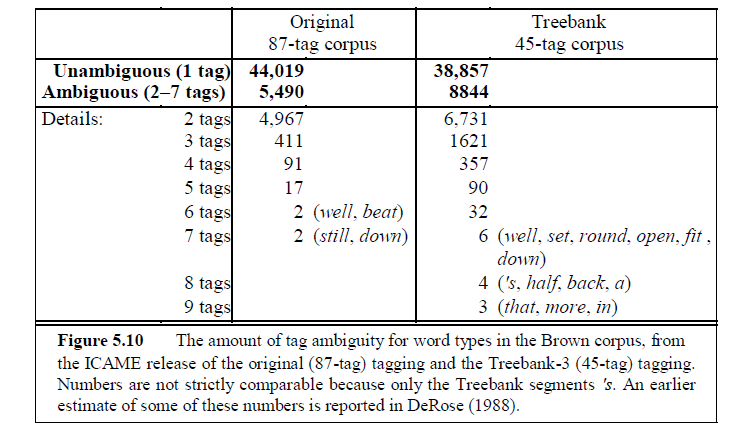 Original Treebank
87-tag corpus 45-tag corpus
Unambiguous (1 tag) 44,019 38,857
Ambiguous (2–7 tags) 5,490 8844
Details: 2 tags 4,967 6,731
3 tags 411 1621
4 tags 91 357
5 tags 17 90
6 tags 2 (well, beat) 32
7 tags 2 (still, down) 6 (well, set, round, open, fit ,
down)
8 tags 4 ('s, half, back, a)
9 tags 3 (that, more, in)
Figure 5.10 The amount of tag ambiguity for word types in the Brown corpus, from
the ICAME release of the original (87-tag) tagging and the Treebank-3 (45-tag) tagging.
Numbers are not strictly comparable because only the Treebank segments 's. An earlier
estimate of some of these numbers is reported in DeRose (1988).